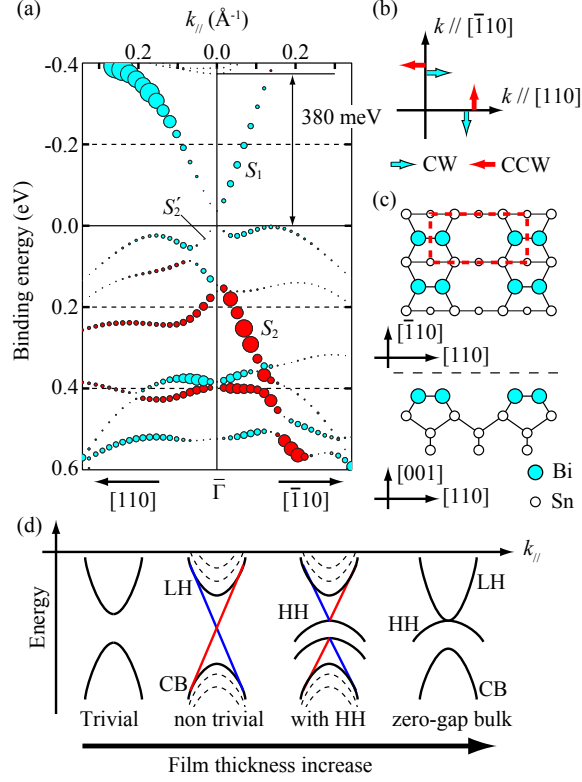 (a)
k// (Å-1)
0.2 0.0 0.2
-0.4
-0.2
0.0
0.2
0.4
0.6
Binding energy (eV)
380 meV
S1
S2′
S2
[110] Γ̅ [1̅10]
(b)
k // [1̅10]
k // [110]
CW CCW
(c)
[1̅10]
[110]
[001]
[110]
Bi
Sn
(d)
k//
Energy
LH
CB
HH
LH
HH
CB
Trivial non trivial with HH zero-gap bulk
Film thickness increase